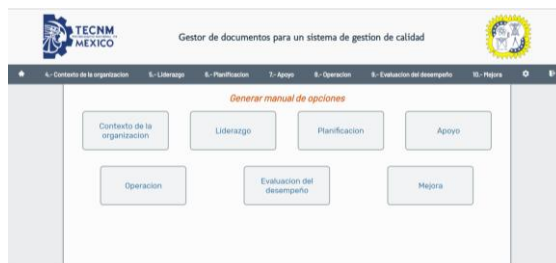 TECNM
MEXICO
Gestor de documentos para un sistema de gestion de calidad
4.- Contexto de la organizacion 5.- Liderazgo 6.- Planificacion 7.- Apoyo 8.- Operacion 9.- Evaluacion del desempeño 10.- Mejora
Generar manual de opciones
Contexto de la
organizacion
Liderazgo
Planificacion
Apoyo
Operacion
Evaluacion del
desempeño
Mejora